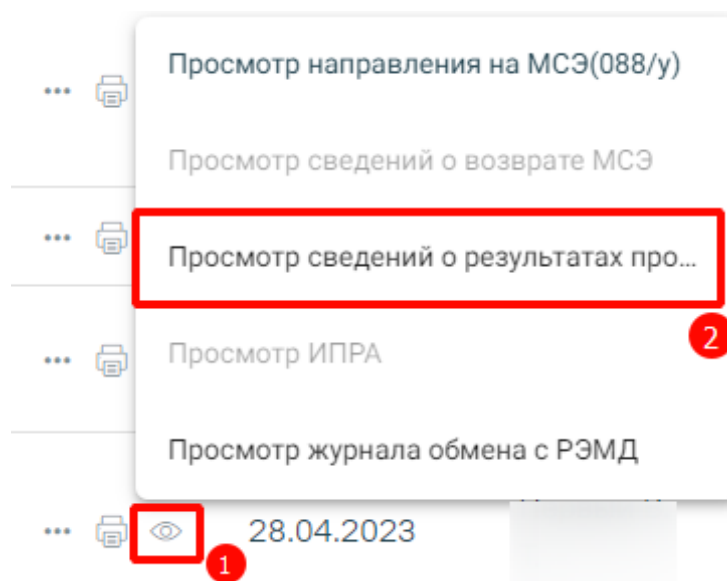 Просмотр направления на МСЭ(088/у)
Просмотр сведений о возврате МСЭ
Просмотр сведений о результатах про...
2
Просмотр ИПРА
Просмотр журнала обмена с РЭМД
28.04.2023
1